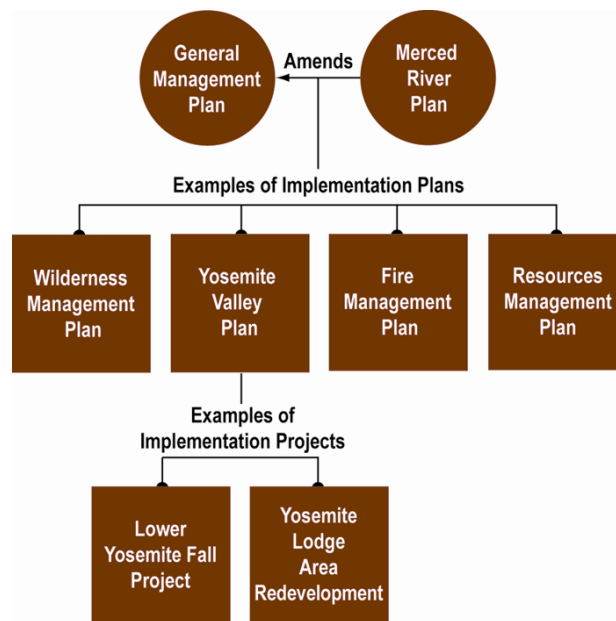 General
Management
Plan
Amends
Merced
River
Plan
Examples of Implementation Plans
Wilderness
Management
Plan
Yosemite
Valley
Plan
Fire
Management
Plan
Resources
Management
Plan
Examples of
Implementation Projects
Lower
Yosemite Fall
Project
Yosemite
Lodge
Area
Redevelopment